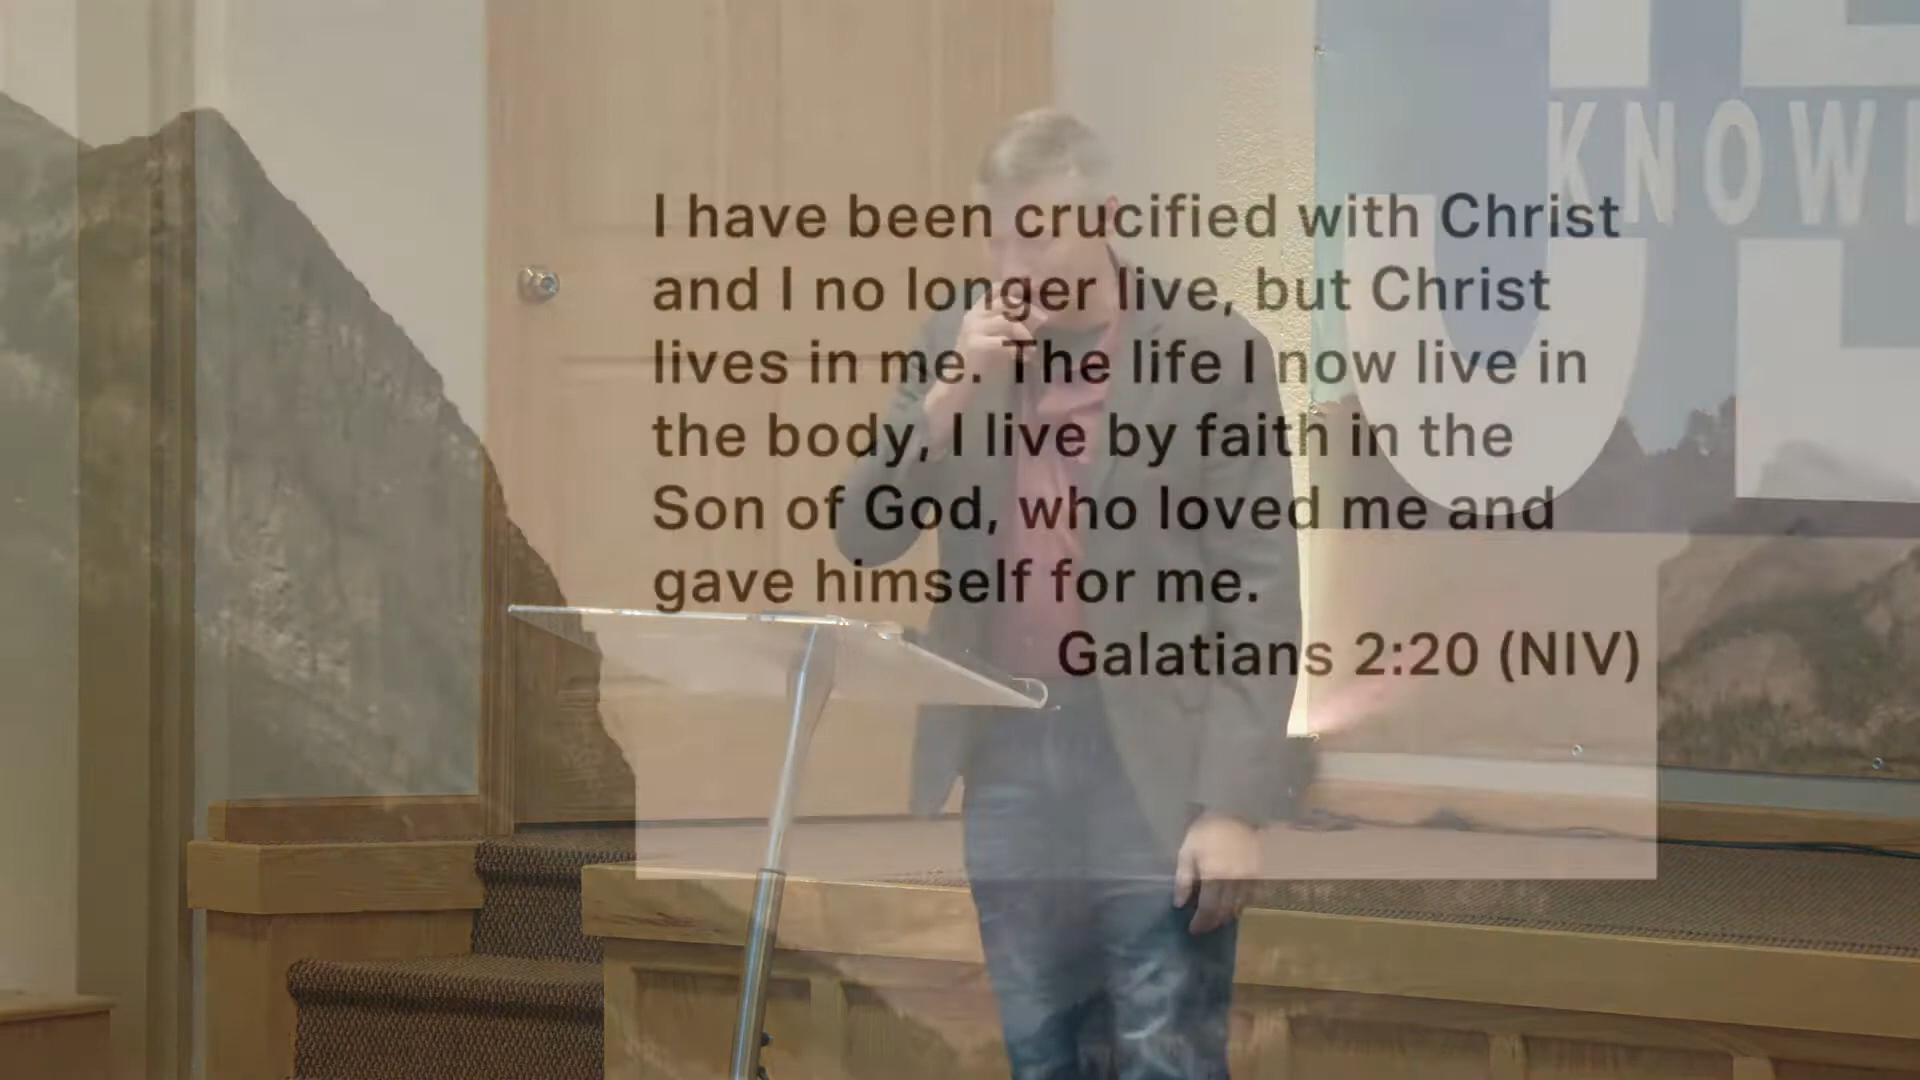 I have been crucified with Christ
and I no longer live, but Christ
lives in me. The life I now live in
the body, I live by faith in the
Son of God, who loved me and
gave himself for me.
Galatians 2:20 (NIV)